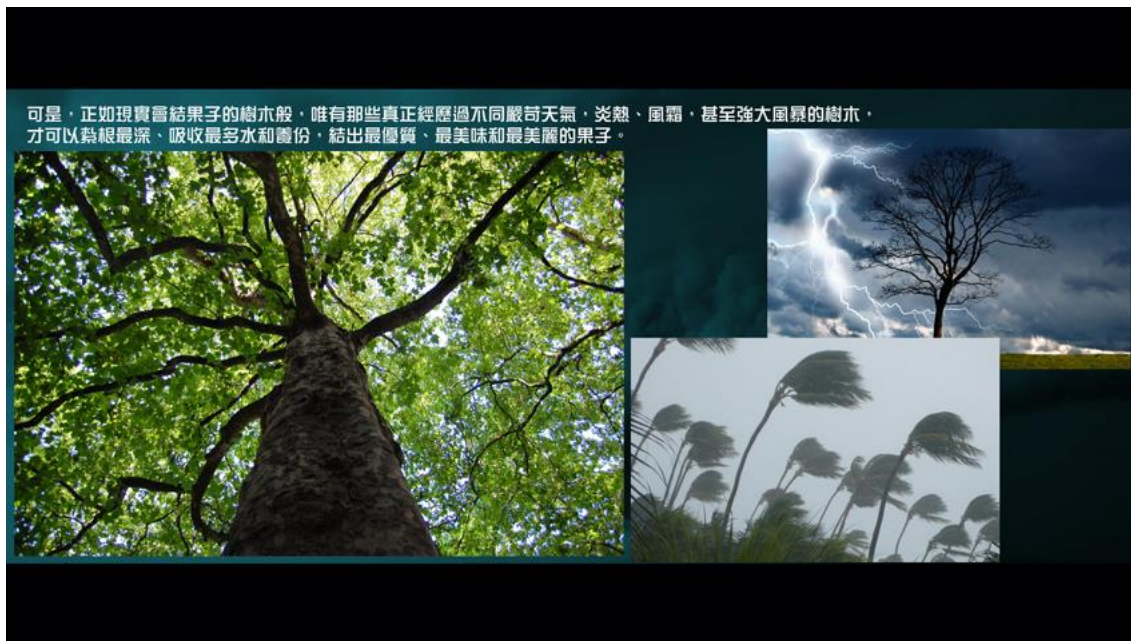 可是，正如現實會結果子的樹木般，唯有那些真正經歷過不同嚴苛天氣，炎熱、風霜，甚至強大風暴的樹木，
才可以紮根最深、吸收最多水和養份，結出最優質、最美味和最美麗的果子。